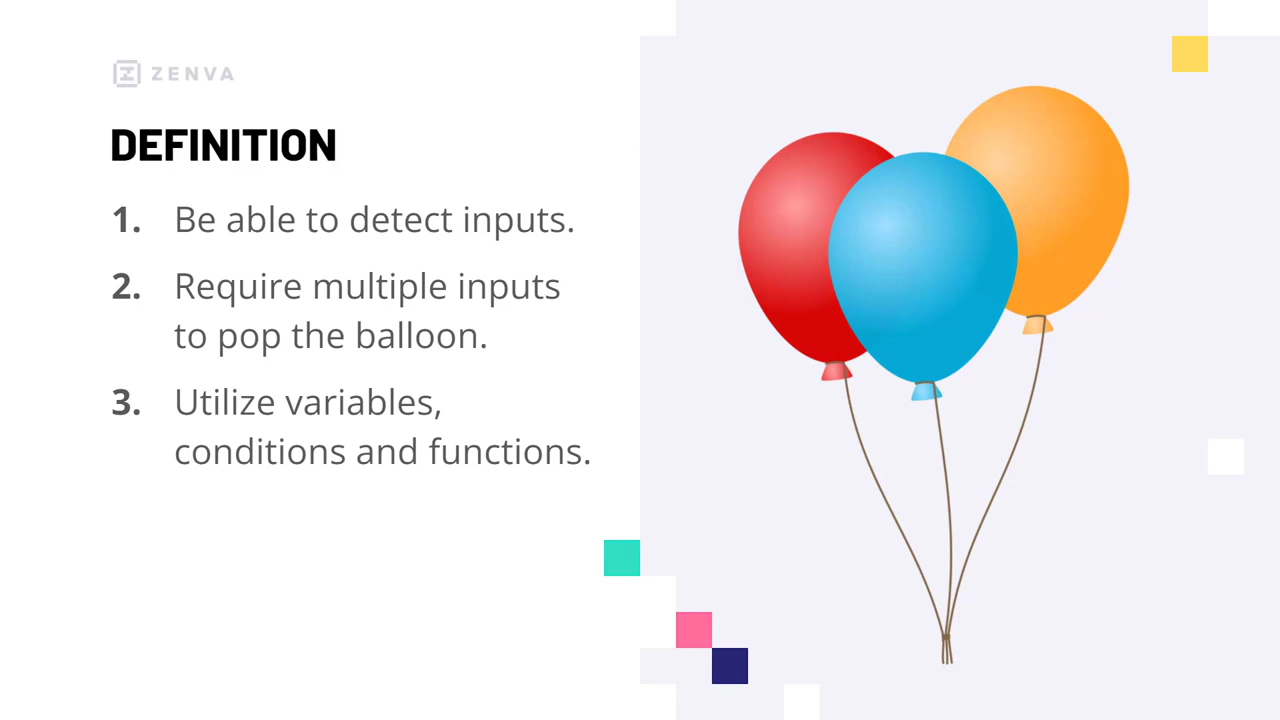 ZENVA
DEFINITION
1. Be able to detect inputs.
2. Require multiple inputs
to pop the balloon.
3. Utilize variables,
conditions and functions.